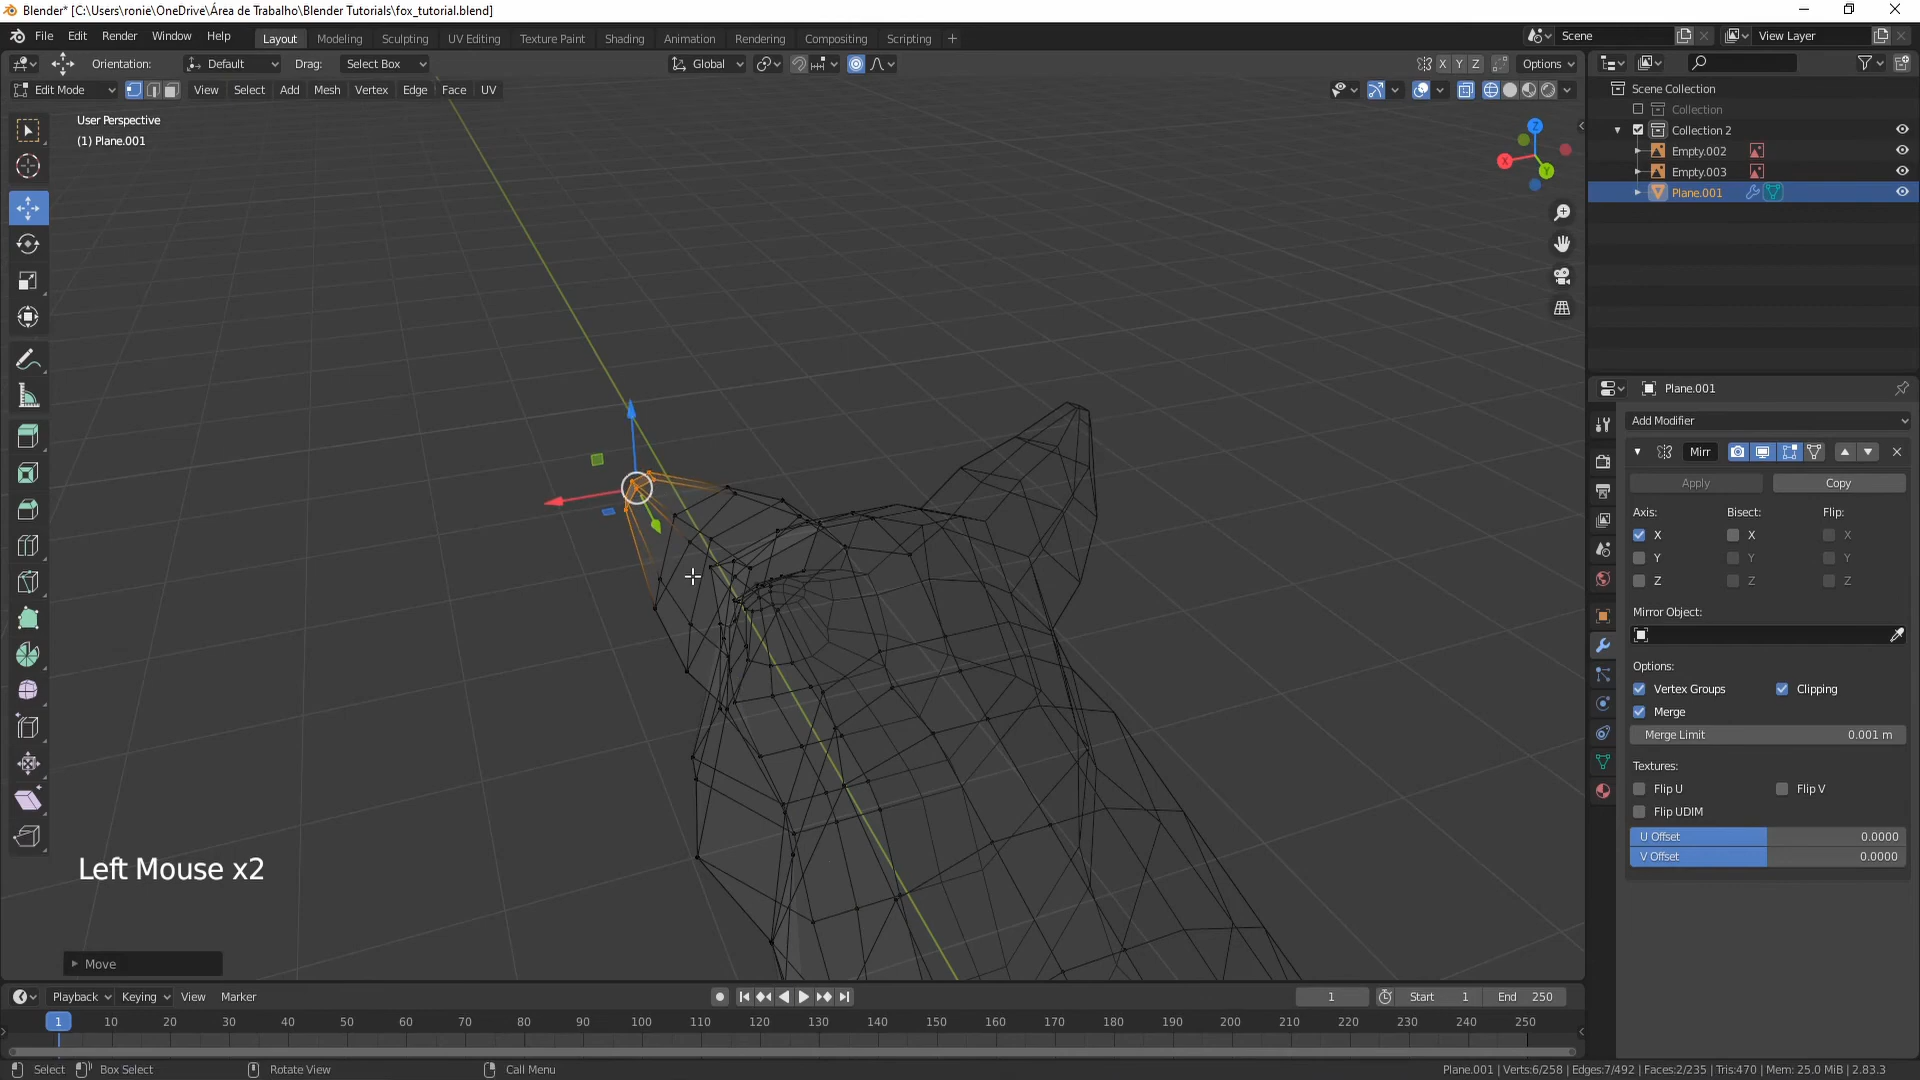 Blender* [C:\Users\ronie\OneDrive\Área de Trabalho\Blender Tutorials\fox_tutorial.blend]
File Edit Render Window Help Layout Modeling Sculpting UV Editing Texture Paint Shading Animation Rendering Compositing Scripting + Scene View Layer
Orientation: Default Drag: Select Box Global X Y Z Options
Edit Mode View Select Add Mesh Vertex Edge Face UV
Scene Collection
Collection
Collection 2
Empty.002
Empty.003
Plane.001
User Perspective
(1) Plane.001
Z
X
Y
Plane.001
Add Modifier
Mirr
Apply Copy
Axis: Bisect: Flip:
X X X
Y Y Y
Z Z Z
Mirror Object:
Options:
Vertex Groups Clipping
Merge
Merge Limit 0.001 m
Textures:
Flip U Flip V
Flip UDIM
U Offset 0.0000
V Offset 0.0000
Left Mouse x2
Move
Playback Keying View Marker 1 Start 1 End 250
1 10 20 30 40 50 60 70 80 90 100 110 120 130 140 150 160 170 180 190 200 210 220 230 240 250
Select Box Select Rotate View Call Menu Plane.001 | Verts:6/258 | Edges:7/492 | Faces:2/235 | Tris:470 | Mem: 25.0 MiB | 2.83.3